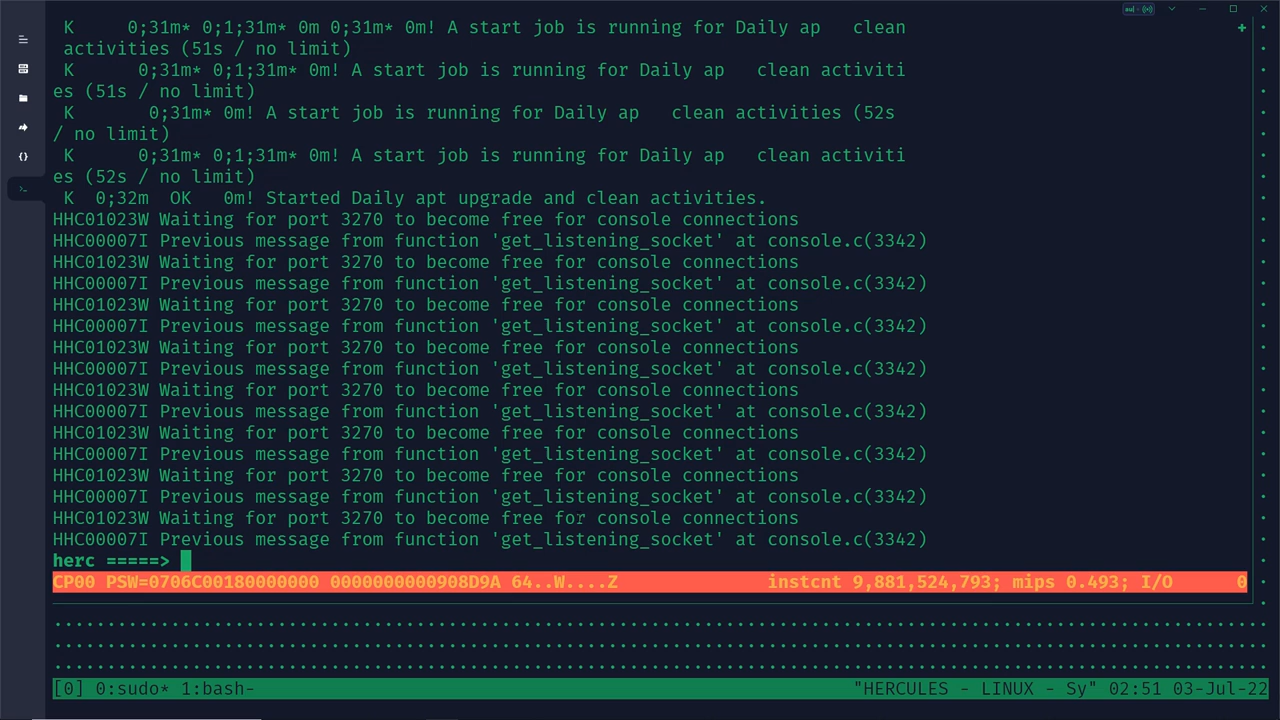 K      0;31m* 0;1;31m* 0m 0;31m* 0m! A start job is running for Daily ap   clean
activities (51s / no limit)
K      0;31m* 0;1;31m* 0m! A start job is running for Daily ap   clean activiti
es (51s / no limit)
K       0;31m* 0m! A start job is running for Daily ap   clean activities (52s
/ no limit)
K      0;31m* 0;1;31m* 0m! A start job is running for Daily ap   clean activiti
es (52s / no limit)
K  0;32m  OK   0m! Started Daily apt upgrade and clean activities.
HHC01023W Waiting for port 3270 to become free for console connections
HHC00007I Previous message from function 'get_listening_socket' at console.c(3342)
HHC01023W Waiting for port 3270 to become free for console connections
HHC00007I Previous message from function 'get_listening_socket' at console.c(3342)
HHC01023W Waiting for port 3270 to become free for console connections
HHC00007I Previous message from function 'get_listening_socket' at console.c(3342)
HHC01023W Waiting for port 3270 to become free for console connections
HHC00007I Previous message from function 'get_listening_socket' at console.c(3342)
HHC01023W Waiting for port 3270 to become free for console connections
HHC00007I Previous message from function 'get_listening_socket' at console.c(3342)
HHC01023W Waiting for port 3270 to become free for console connections
HHC00007I Previous message from function 'get_listening_socket' at console.c(3342)
HHC01023W Waiting for port 3270 to become free for console connections
HHC00007I Previous message from function 'get_listening_socket' at console.c(3342)
HHC01023W Waiting for port 3270 to become free for console connections
HHC00007I Previous message from function 'get_listening_socket' at console.c(3342)
herc =====>
CP00 PSW=0706C00180000000 0000000000908D9A 64..W....Z              instcnt 9,881,524,793; mips 0.493; I/O      0
[0] 0:sudo* 1:bash-                                                        "HERCULES - LINUX - Sy" 02:51 03-Jul-22